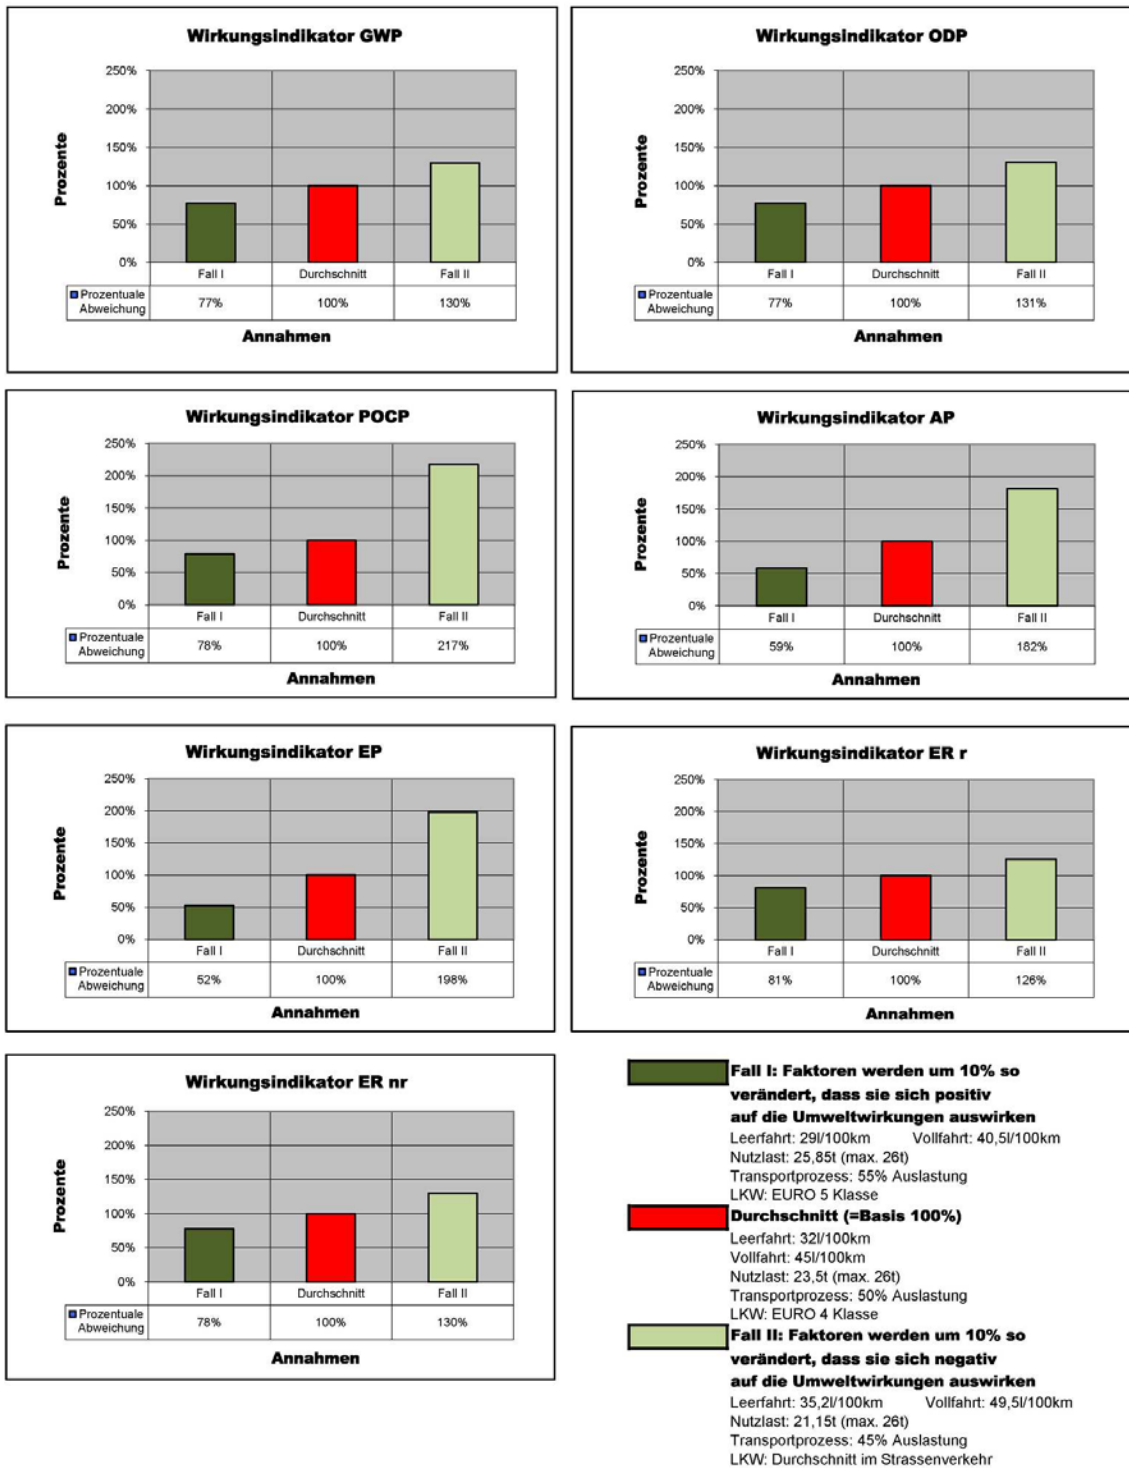 Wirkungsindikator GWP
250%
200%
150%
100%
50%
0%
Prozente
Fall I Durchschnitt Fall II
Prozentuale
Abweichung 77% 100% 130%
Annahmen
Wirkungsindikator ODP
250%
200%
150%
100%
50%
0%
Prozente
Fall I Durchschnitt Fall II
Prozentuale
Abweichung 77% 100% 131%
Annahmen
Wirkungsindikator POCP
250%
200%
150%
100%
50%
0%
Prozente
Fall I Durchschnitt Fall II
Prozentuale
Abweichung 78% 100% 217%
Annahmen
Wirkungsindikator AP
250%
200%
150%
100%
50%
0%
Prozente
Fall I Durchschnitt Fall II
Prozentuale
Abweichung 59% 100% 182%
Annahmen
Wirkungsindikator EP
250%
200%
150%
100%
50%
0%
Prozente
Fall I Durchschnitt Fall II
Prozentuale
Abweichung 52% 100% 198%
Annahmen
Wirkungsindikator ER r
250%
200%
150%
100%
50%
0%
Prozente
Fall I Durchschnitt Fall II
Prozentuale
Abweichung 81% 100% 126%
Annahmen
Wirkungsindikator ER nr
250%
200%
150%
100%
50%
0%
Prozente
Fall I Durchschnitt Fall II
Prozentuale
Abweichung 78% 100% 130%
Annahmen
Fall I: Faktoren werden um 10% so
verändert, dass sie sich positiv
auf die Umweltwirkungen auswirken
Leerfahrt: 29l/100km Vollfahrt: 40,5l/100km
Nutzlast: 25,85t (max. 26t)
Transportprozess: 55% Auslastung
LKW: EURO 5 Klasse
Durchschnitt (=Basis 100%)
Leerfahrt: 32l/100km
Vollfahrt: 45l/100km
Nutzlast: 23,5t (max. 26t)
Transportprozess: 50% Auslastung
LKW: EURO 4 Klasse
Fall II: Faktoren werden um 10% so
verändert, dass sie sich negativ
auf die Umweltwirkungen auswirken
Leerfahrt: 35,2l/100km Vollfahrt: 49,5l/100km
Nutzlast: 21,15t (max. 26t)
Transportprozess: 45% Auslastung
LKW: Durchschnitt im Strassenverkehr